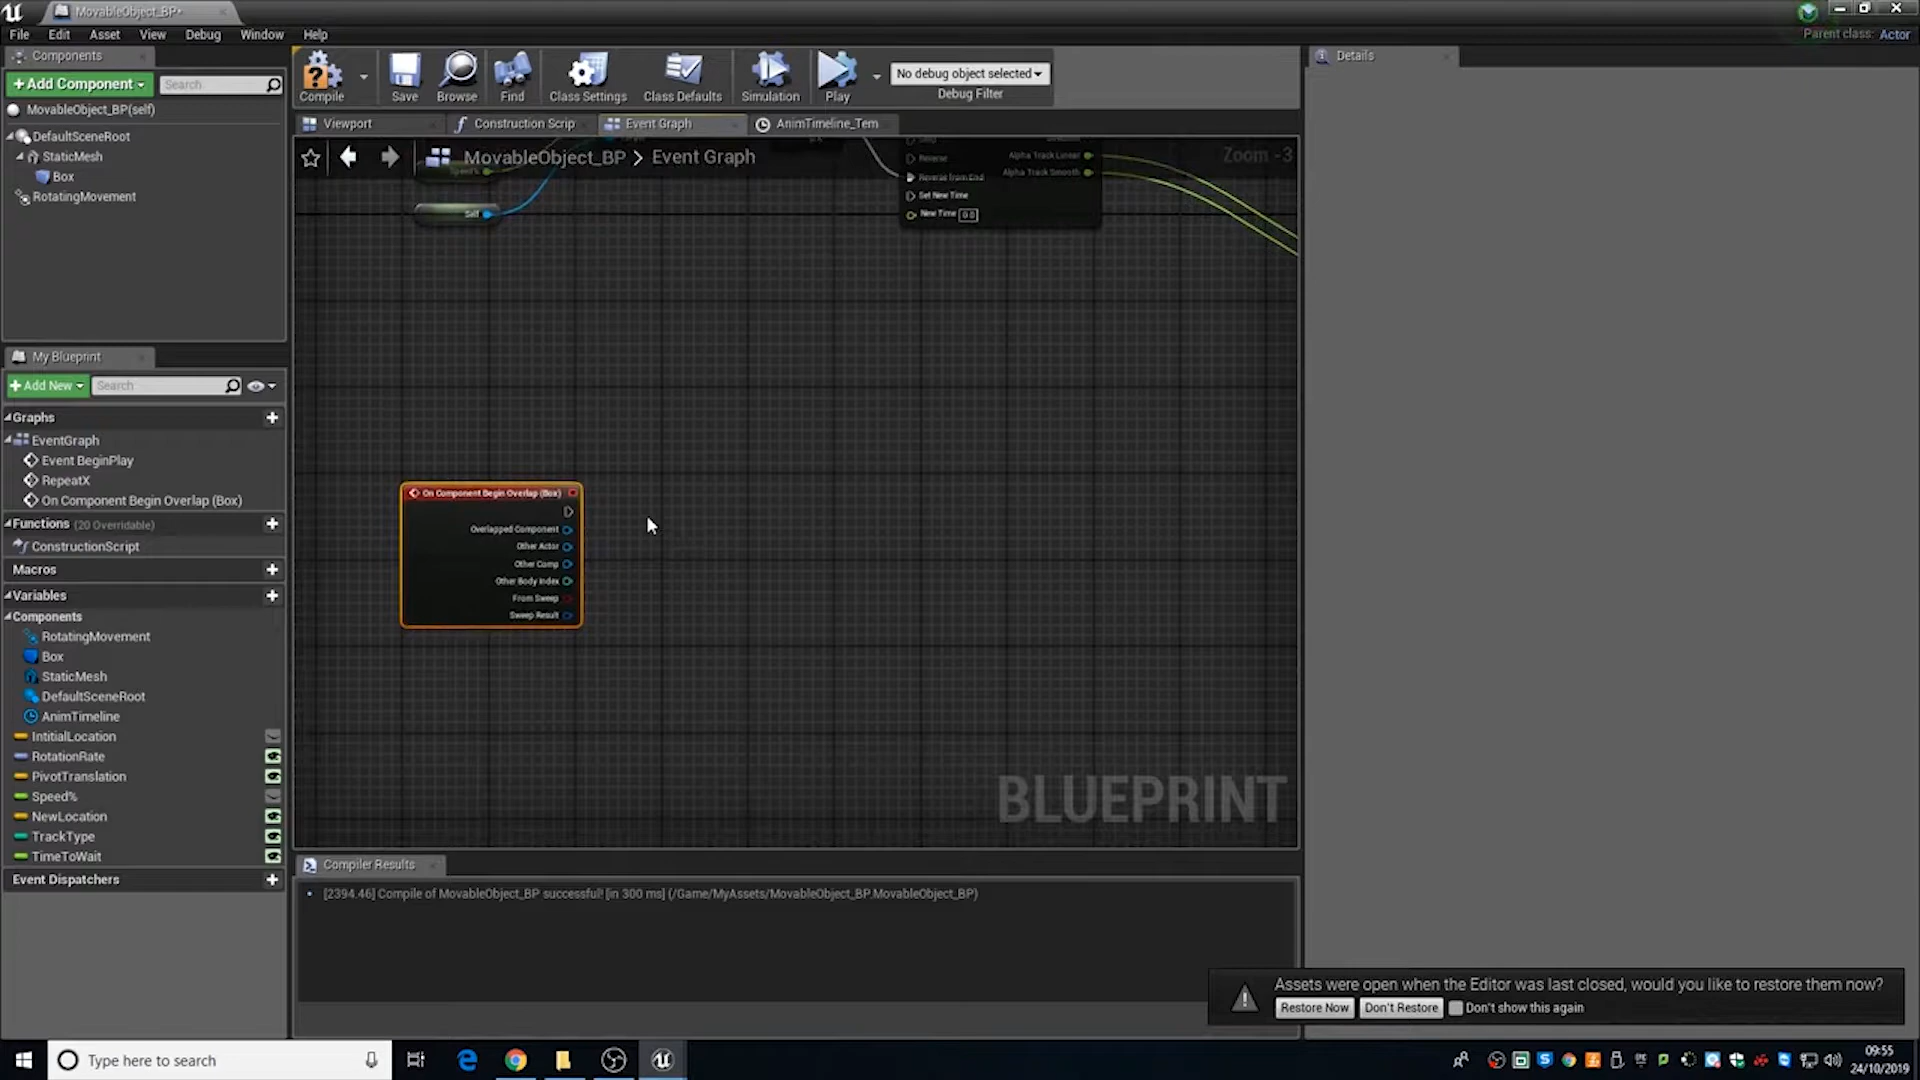 MovableObject_BP*
File Edit Asset View Debug Window Help
Parent class: Actor
Components
+Add Component
Search
MovableObject_BP(self)
DefaultSceneRoot
StaticMesh
Box
RotatingMovement
Compile
Save
Browse
Find
Class Settings
Class Defaults
Simulation
Play
No debug object selected
Debug Filter
Details
Viewport
Construction Scrip
Event Graph
AnimTimeline_Tem
MovableObject_BP > Event Graph
Zoom -3
Speed%
Self
Reverse
Reverse from End
Set New Time
New Time 0.0
Alpha Track Linear
Alpha Track Smooth
My Blueprint
+Add New
Search
Graphs
EventGraph
Event BeginPlay
RepeatX
On Component Begin Overlap (Box)
Functions (20 Overridable)
ConstructionScript
Macros
Variables
Components
RotatingMovement
Box
StaticMesh
DefaultSceneRoot
AnimTimeline
IntitialLocation
RotationRate
PivotTranslation
Speed%
NewLocation
TrackType
TimeToWait
Event Dispatchers
On Component Begin Overlap (Box)
Overlapped Component
Other Actor
Other Comp
Other Body Index
From Sweep
Sweep Result
BLUEPRINT
Compiler Results
[2394.46] Compile of MovableObject_BP successful! [in 300 ms] (/Game/MyAssets/MovableObject_BP.MovableObject_BP)
Assets were open when the Editor was last closed, would you like to restore them now?
Restore Now
Don't Restore
Don't show this again
Type here to search
09:55
24/10/2019